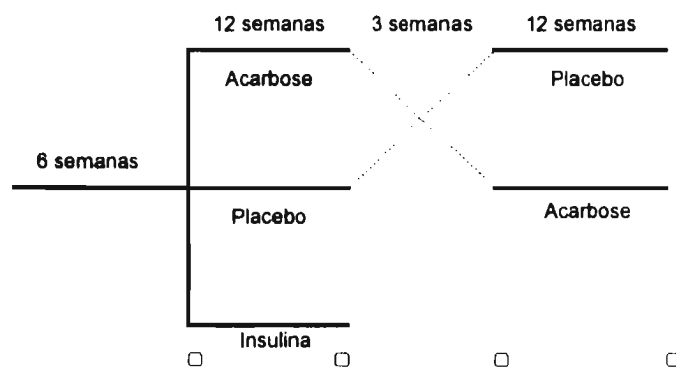 12 semanas 3 semanas 12 semanas
Acarbose Placebo
6 semanas
Placebo Acarbose
Insulina